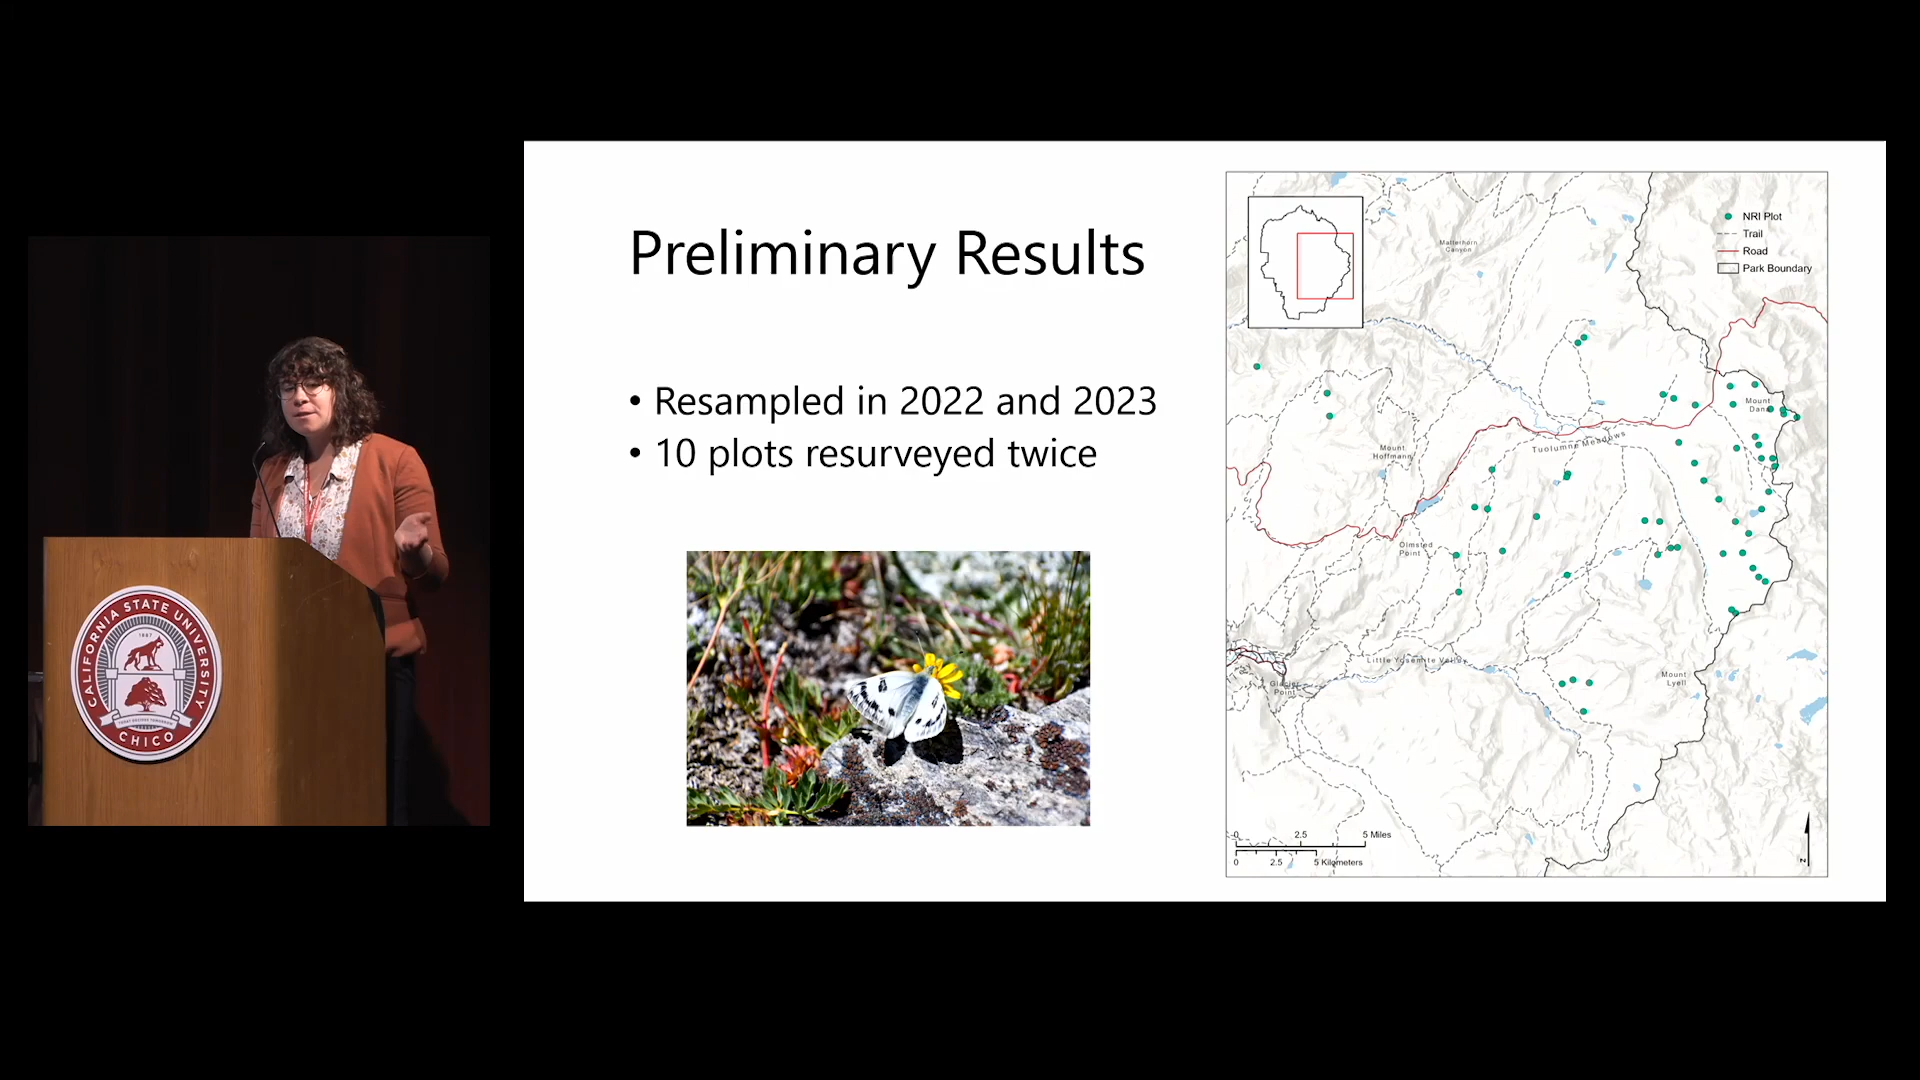 Preliminary Results
• Resampled in 2022 and 2023
• 10 plots resurveyed twice
NRI Plot
Trail
Road
Park Boundary
Matterhorn
Canyon
Mount
Dana
Tuolumne Meadows
Mount
Hoffmann
Olmsted
Point
Little Yosemite Valley
Glacier
Point
Mount
Lyell
0 2.5 5 Miles
0 2.5 5 Kilometers
N
CALIFORNIA STATE UNIVERSITY
1887
CHICO